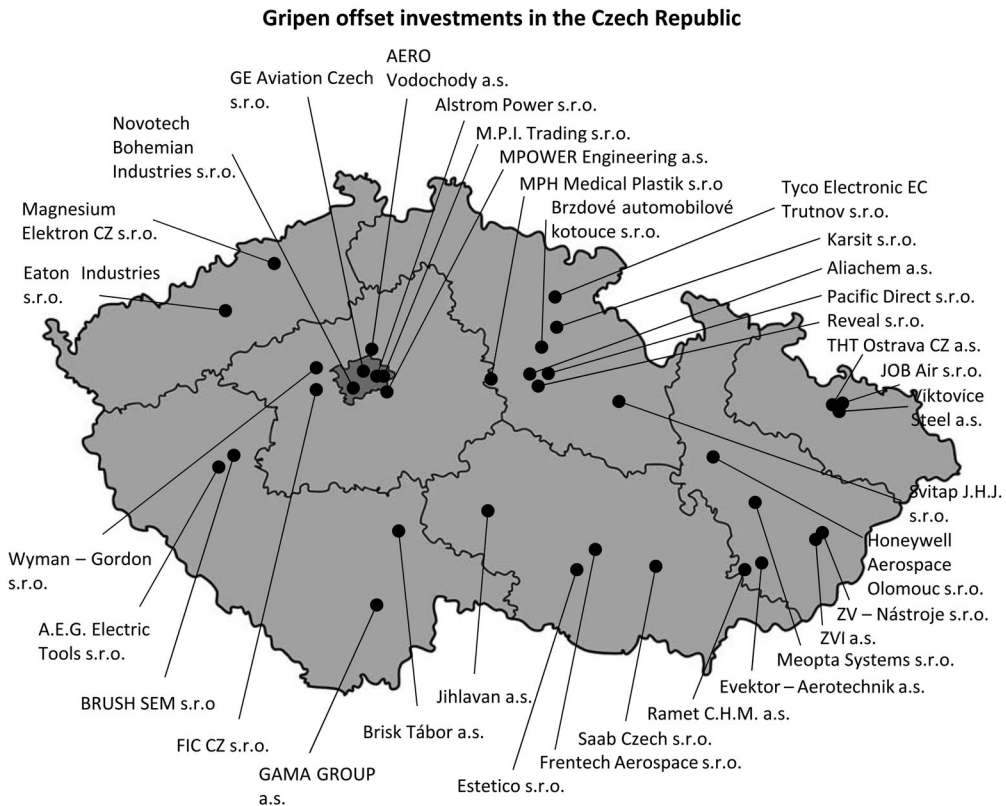 Gripen offset investments in the Czech Republic
AERO
Vodochody a.s.
GE Aviation Czech
s.r.o.
Alstrom Power s.r.o.
Novotech
Bohemian
Industries s.r.o.
M.P.I. Trading s.r.o.
MPOWER Engineering a.s.
MPH Medical Plastik s.r.o
Brzdové automobilové
kotouce s.r.o.
Tyco Electronic EC
Trutnov s.r.o.
Magnesium
Elektron CZ s.r.o.
Karsit s.r.o.
Eaton Industries
s.r.o.
Aliachem a.s.
Pacific Direct s.r.o.
Reveal s.r.o.
THT Ostrava CZ a.s.
JOB Air s.r.o.
Viktovice
Steel a.s.
Svitap J.H.J.
s.r.o.
Honeywell
Aerospace
Olomouc s.r.o.
Wyman – Gordon
s.r.o.
ZV – Nástroje s.r.o.
ZVI a.s.
A.E.G. Electric
Tools s.r.o.
Meopta Systems s.r.o.
Evektor – Aerotechnik a.s.
BRUSH SEM s.r.o
Jihlavan a.s.
Ramet C.H.M. a.s.
Brisk Tábor a.s.
Saab Czech s.r.o.
FIC CZ s.r.o.
Frentech Aerospace s.r.o.
GAMA GROUP
a.s.
Estetico s.r.o.